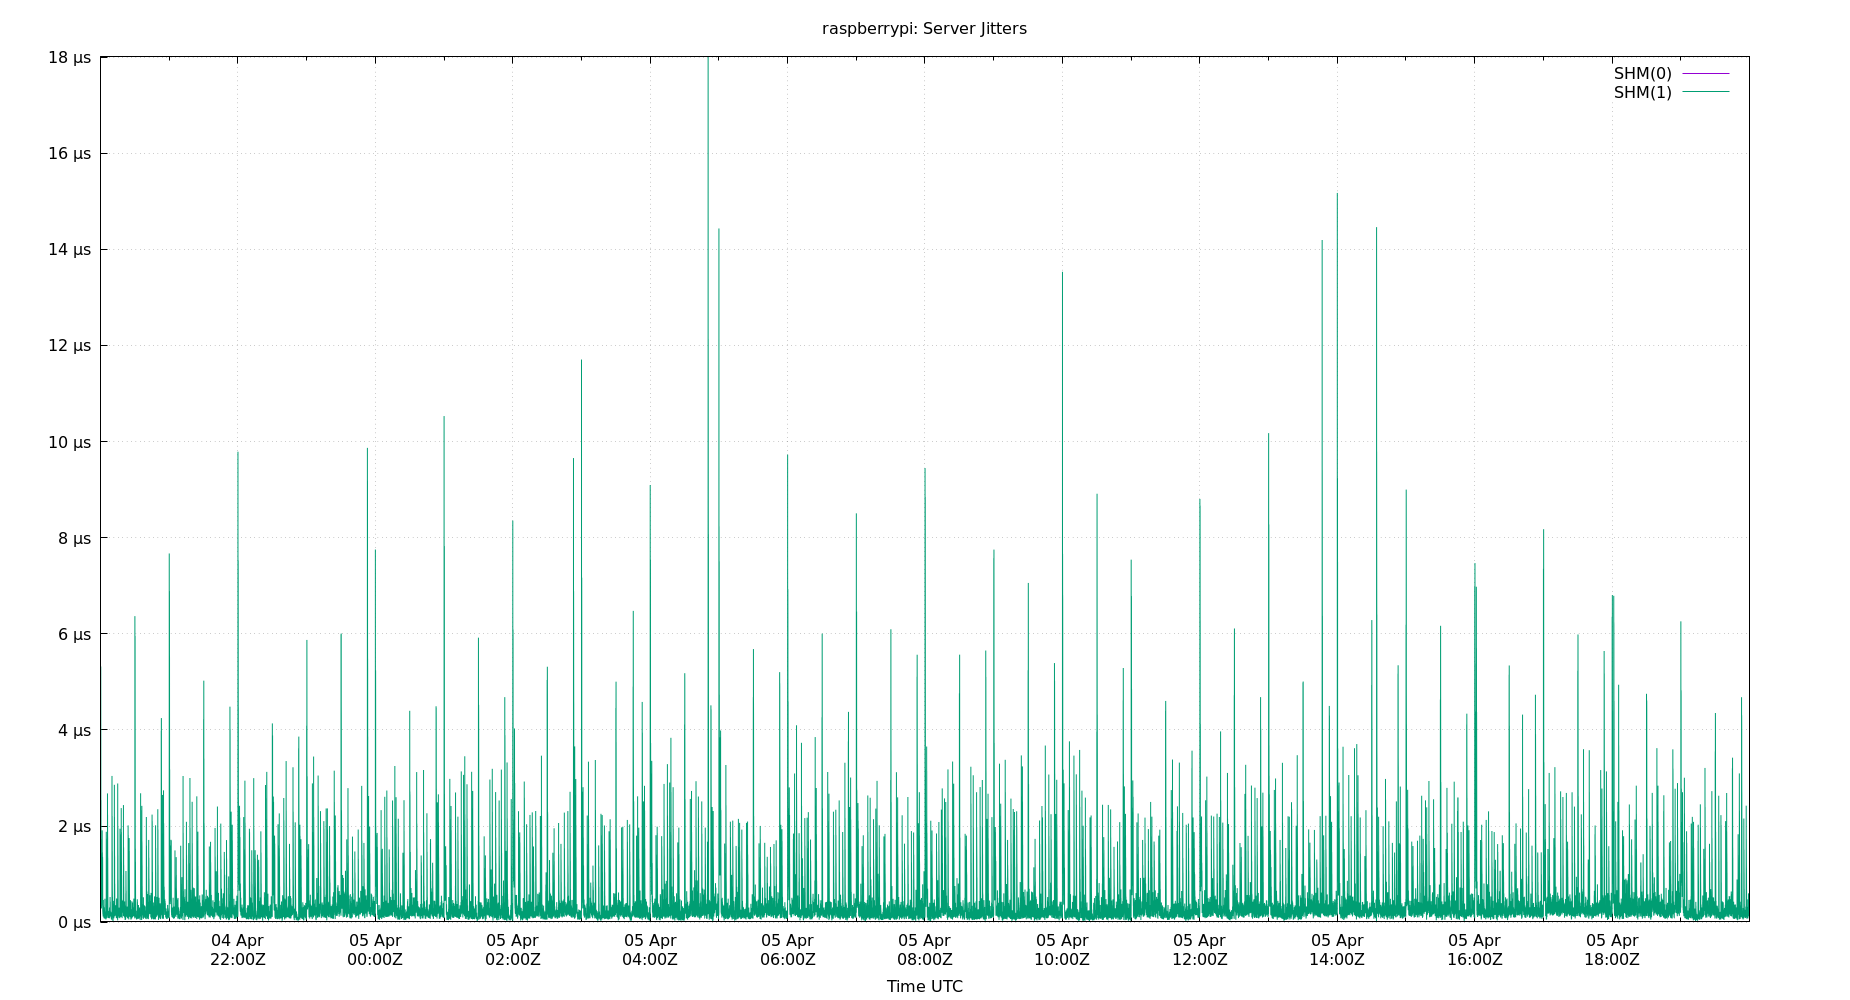 raspberrypi: Server Jitters
SHM(0)
SHM(1)
18 µs
16 µs
14 µs
12 µs
10 µs
8 µs
6 µs
4 µs
2 µs
0 µs
04 Apr 05 Apr 05 Apr 05 Apr 05 Apr 05 Apr 05 Apr 05 Apr 05 Apr 05 Apr 05 Apr
22:00Z 00:00Z 02:00Z 04:00Z 06:00Z 08:00Z 10:00Z 12:00Z 14:00Z 16:00Z 18:00Z
Time UTC